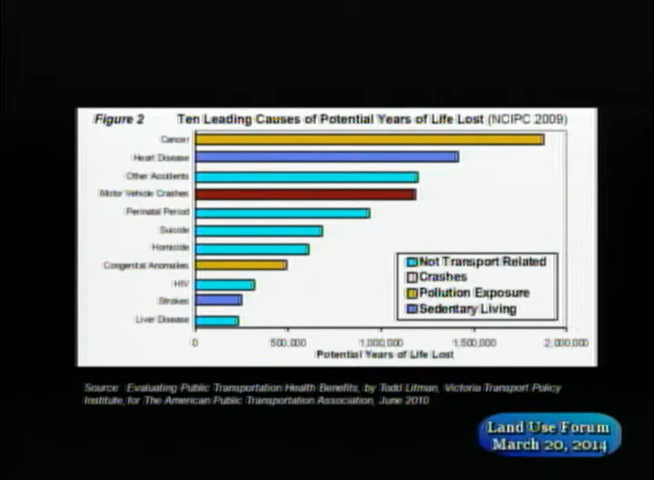 Figure 2 Ten Leading Causes of Potential Years of Life Lost (NCIPC 2009)
Cancer
Heart Disease
Other Accidents
Motor Vehicle Crashes
Perinatal Period
Suicide
Homicide
Congenital Anomalies
HIV
Strokes
Liver Disease
Not Transport Related
Crashes
Pollution Exposure
Sedentary Living
0 500,000 1,000,000 1,500,000 2,000,000
Potential Years of Life Lost
Source: Evaluating Public Transportation Health Benefits, by Todd Litman, Victoria Transport Policy
Institute, for The American Public Transportation Association, June 2010
Land Use Forum
March 20, 2014